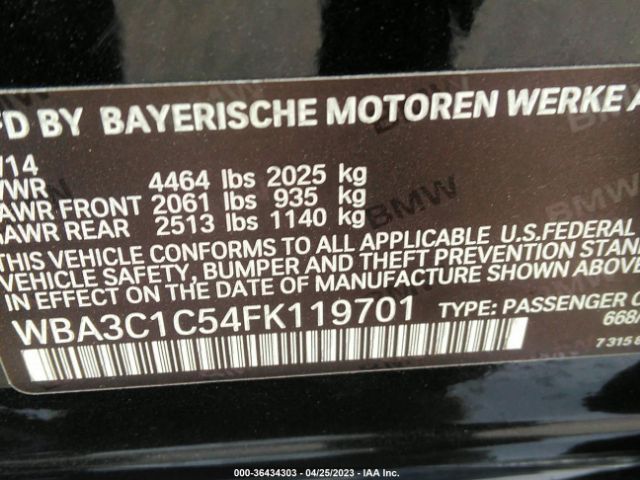 FD BY BAYERISCHE MOTOREN WERKE A
/14
VWR 4464 lbs 2025 kg
AWR FRONT 2061 lbs 935 kg
AWR REAR 2513 lbs 1140 kg
THIS VEHICLE CONFORMS TO ALL APPLICABLE U.S.FEDERAL
VEHICLE SAFETY, BUMPER AND THEFT PREVENTION STAN
IN EFFECT ON THE DATE OF MANUFACTURE SHOWN ABOVE
WBA3C1C54FK119701 TYPE: PASSENGER C
668/
7 315 8
BMW
000-36434303 - 04/25/2023 - IAA Inc.